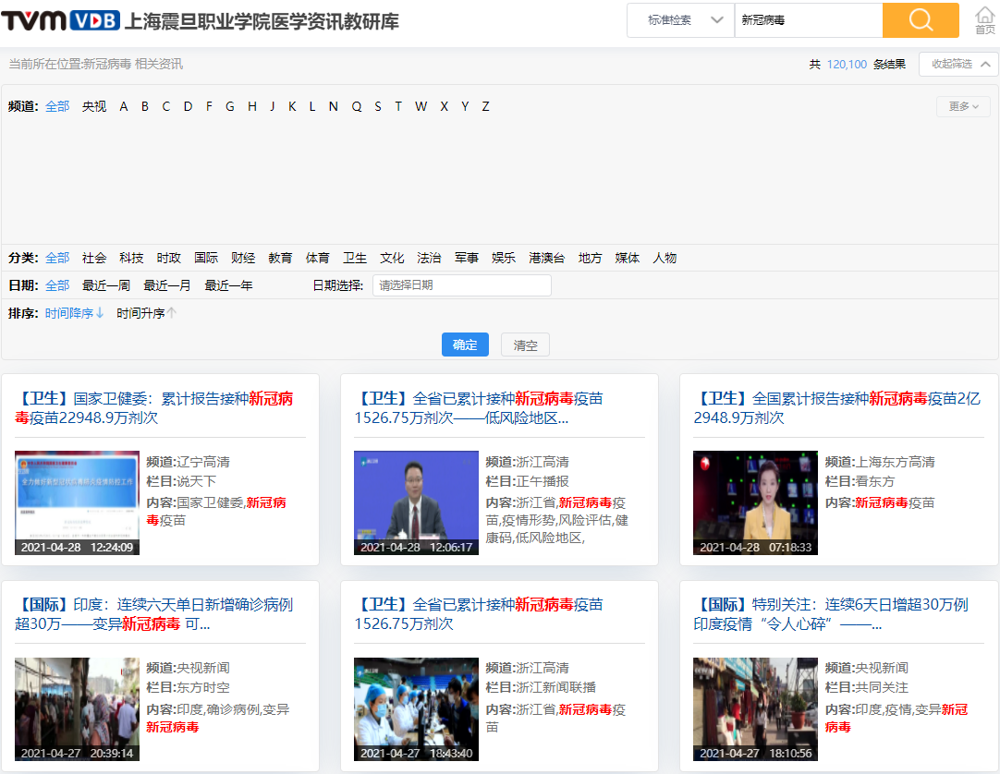 TVM VDB 上海震旦职业学院医学资讯教研库
标准检索 新冠病毒 首页
当前所在位置:新冠病毒 相关资讯 共 120,100 条结果 收起筛选
频道: 全部 央视 A B C D F G H J K L N Q S T W X Y Z 更多
分类: 全部 社会 科技 时政 国际 财经 教育 体育 卫生 文化 法治 军事 娱乐 港澳台 地方 媒体 人物
日期: 全部 最近一周 最近一月 最近一年 日期选择: 请选择日期
排序: 时间降序↓ 时间升序↑
确定 清空
【卫生】国家卫健委：累计报告接种新冠病
毒疫苗22948.9万剂次
全力做好新型冠状病毒肺炎疫情防控工作
2021-04-28 12:24:09
频道:辽宁高清
栏目:说天下
内容:国家卫健委,新冠病
毒疫苗
【卫生】全省已累计接种新冠病毒疫苗
1526.75万剂次——低风险地区...
2021-04-28 12:06:17
频道:浙江高清
栏目:正午播报
内容:浙江省,新冠病毒疫
苗,疫情形势,风险评估,健
康码,低风险地区,
【卫生】全国累计报告接种新冠病毒疫苗2亿
2948.9万剂次
2021-04-28 07:18:33
频道:上海东方高清
栏目:看东方
内容:新冠病毒疫苗
【国际】印度：连续六天单日新增确诊病例
超30万——变异新冠病毒 可...
2021-04-27 20:39:14
频道:央视新闻
栏目:东方时空
内容:印度,确诊病例,变异
新冠病毒
【卫生】全省已累计接种新冠病毒疫苗
1526.75万剂次
2021-04-27 18:43:40
频道:浙江高清
栏目:浙江新闻联播
内容:浙江省,新冠病毒疫
苗
【国际】特别关注：连续6天日增超30万例
印度疫情“令人心碎”——...
2021-04-27 18:10:56
频道:央视新闻
栏目:共同关注
内容:印度,疫情,变异新冠
病毒